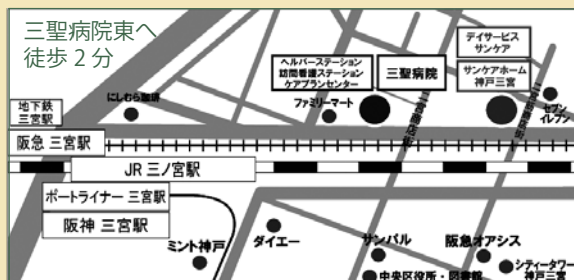 三聖病院東へ
徒歩2分
デイサービス
サンケア
ヘルパーステーション
訪問看護ステーション
ケアプランセンター
三聖病院
サンケアホーム
神戸三宮
にしむら珈琲
ファミリーマート
セブン
イレブン
地下鉄
三宮駅
二宮商店街
阪急 三宮駅
JR 三ノ宮駅
ポートライナー 三宮駅
阪神 三宮駅
ミント神戸
ダイエー
サンパル
阪急オアシス
シティータワー
神戸三宮
中央区役所・図書館